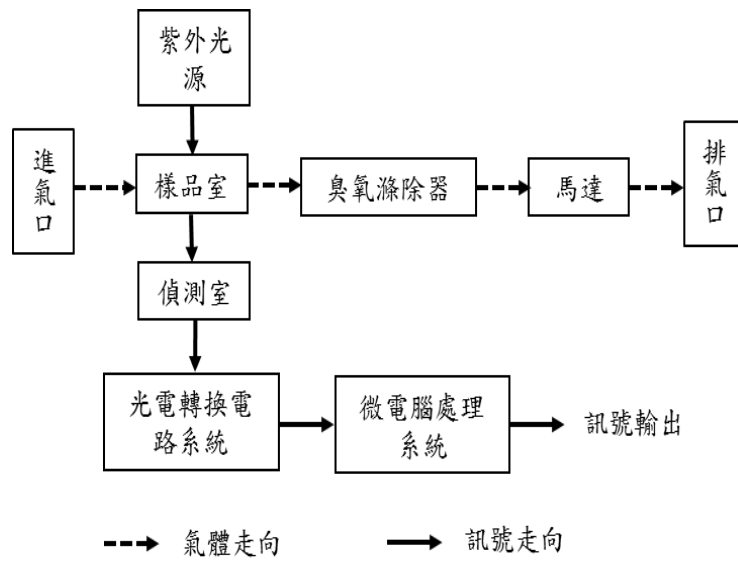 紫外光
源
進
氣
口
樣品室
臭氧滌除器
馬達
排
氣
口
偵測室
光電轉換電
路系統
微電腦處理
系統
訊號輸出
氣體走向
訊號走向